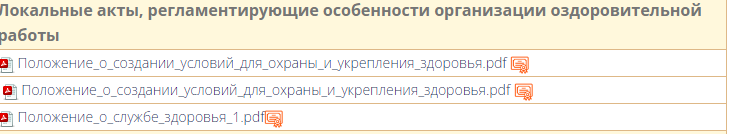 Локальные акты, регламентирующие особенности организации оздоровительной
работы
Положение_о_создании_условий_для_охраны_и_укрепления_здоровья.pdf
Положение_о_создании_условий_для_охраны_и_укрепления_здоровья.pdf
Положение_о_службе_здоровья_1.pdf